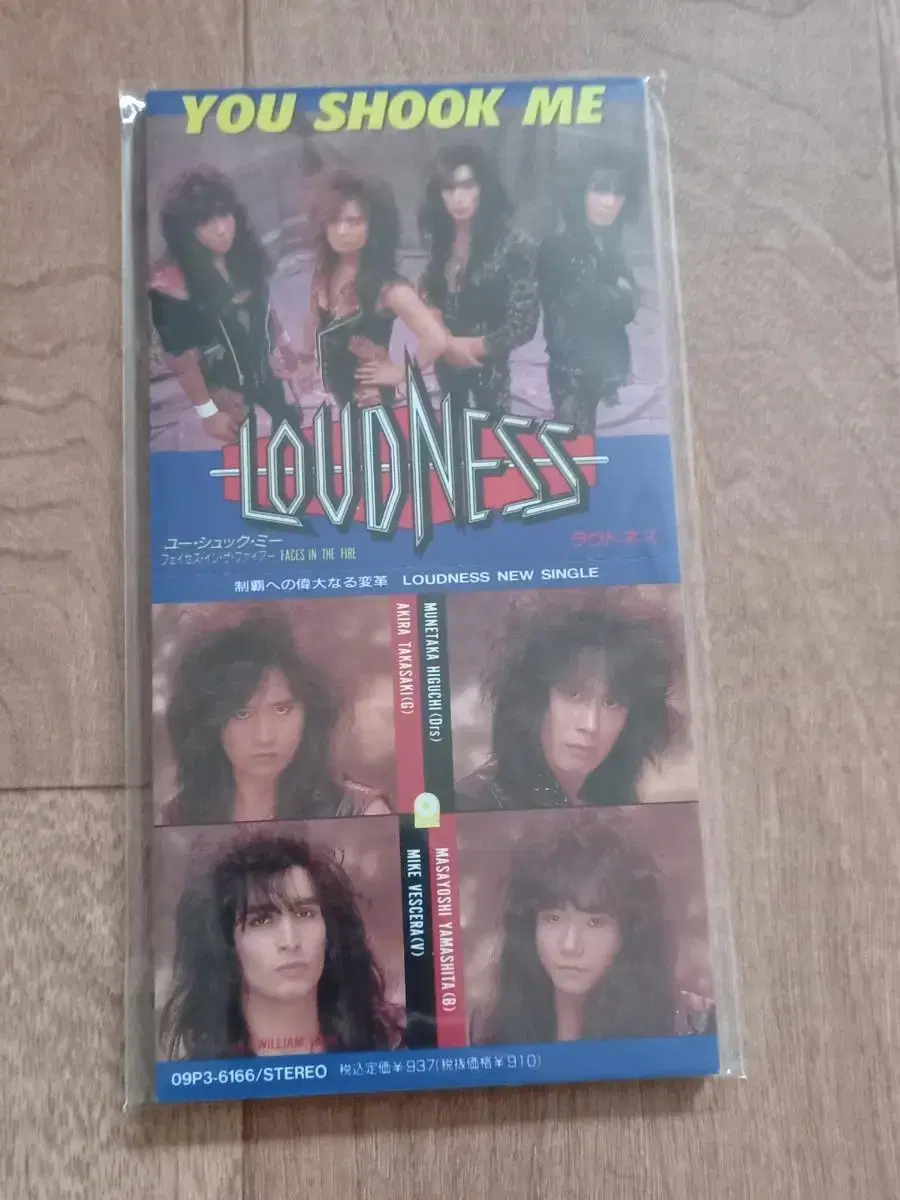 YOU SHOOK ME
LOUDNESS
ユー・シュック・ミー
フェイセス・イン・ザ・ファイアー FACES IN THE FIRE
ラウドネス
制覇への偉大なる変革 LOUDNESS NEW SINGLE
AKIRA TAKASAKI(G)
MUNETAKA HIGUCHI(Drs)
MIKE VESCERA(V)
MASAYOSHI YAMASHITA(B)
WILLIAM
09P3-6166/STEREO 税込定価￥937(税抜価格￥910)